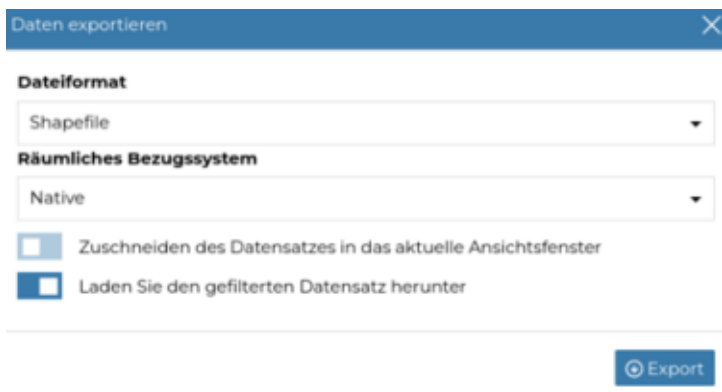 Daten exportieren
Dateiformat
Shapefile
Räumliches Bezugssystem
Native
Zuschneiden des Datensatzes in das aktuelle Ansichtsfenster
Laden Sie den gefilterten Datensatz herunter
Export